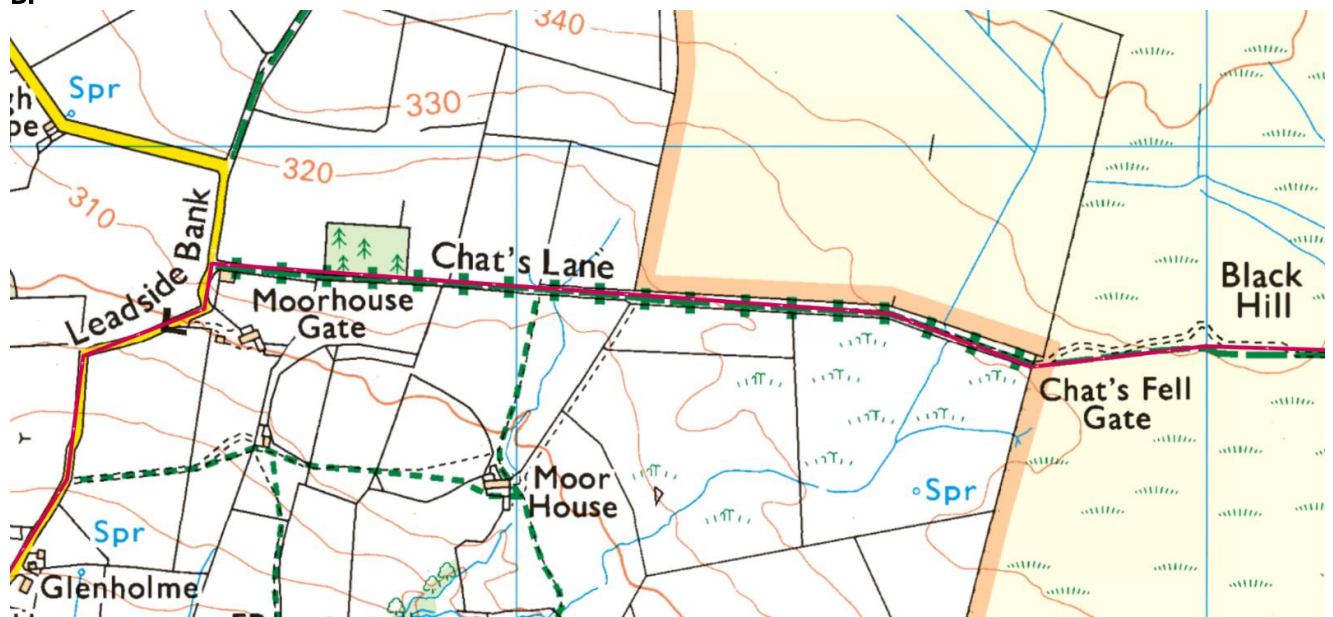 340
Spr
330
320
310
Leadside Bank
Chat's Lane
Moorhouse
Gate
Black
Hill
Chat's Fell
Gate
Moor
House
Spr
Spr
Glenholme